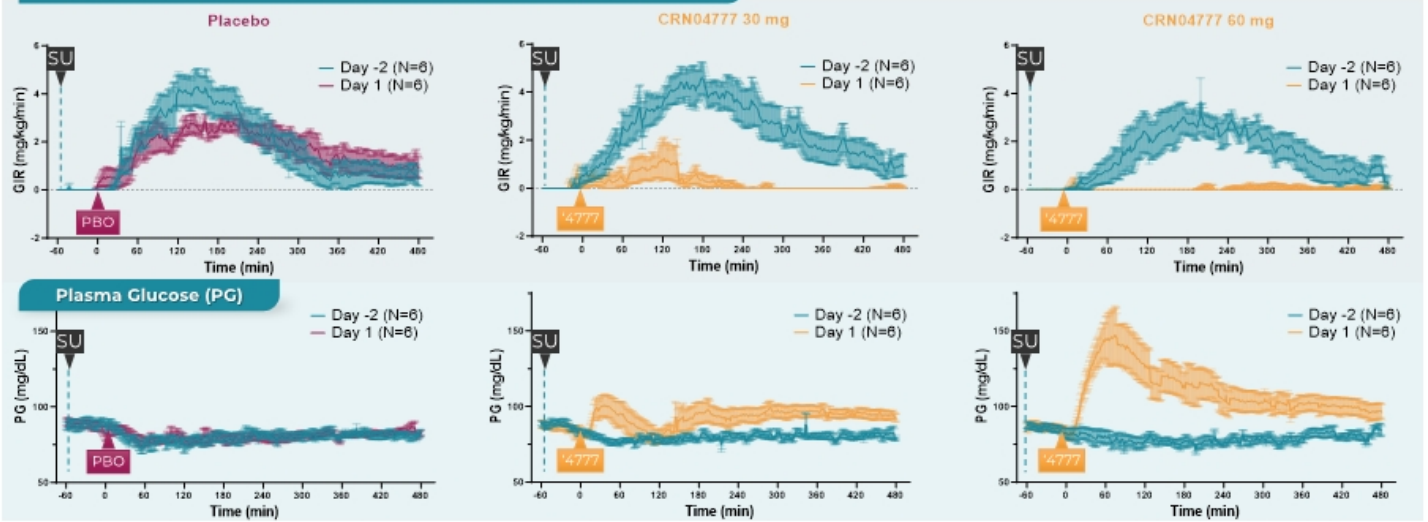 Placebo
CRN04777 30 mg
CRN04777 60 mg
GIR (mg/kg/min)
6
4
2
0
-2
SU
Day -2 (N=6)
Day 1 (N=6)
PBO
-60 0 60 120 180 240 300 360 420 480
Time (min)
GIR (mg/kg/min)
6
4
2
0
-2
SU
Day -2 (N=6)
Day 1 (N=6)
'4777
-60 0 60 120 180 240 300 360 420 480
Time (min)
GIR (mg/kg/min)
6
4
2
0
-2
SU
Day -2 (N=6)
Day 1 (N=6)
'4777
-60 0 60 120 180 240 300 360 420 480
Time (min)
Plasma Glucose (PG)
PG (mg/dL)
150
100
50
SU
Day -2 (N=6)
Day 1 (N=6)
PBO
-60 0 60 120 180 240 300 360 420 480
Time (min)
PG (mg/dL)
150
100
50
SU
Day -2 (N=6)
Day 1 (N=6)
'4777
-60 0 60 120 180 240 300 360 420 480
Time (min)
PG (mg/dL)
150
100
50
SU
Day -2 (N=6)
Day 1 (N=6)
'4777
-60 0 60 120 180 240 300 360 420 480
Time (min)